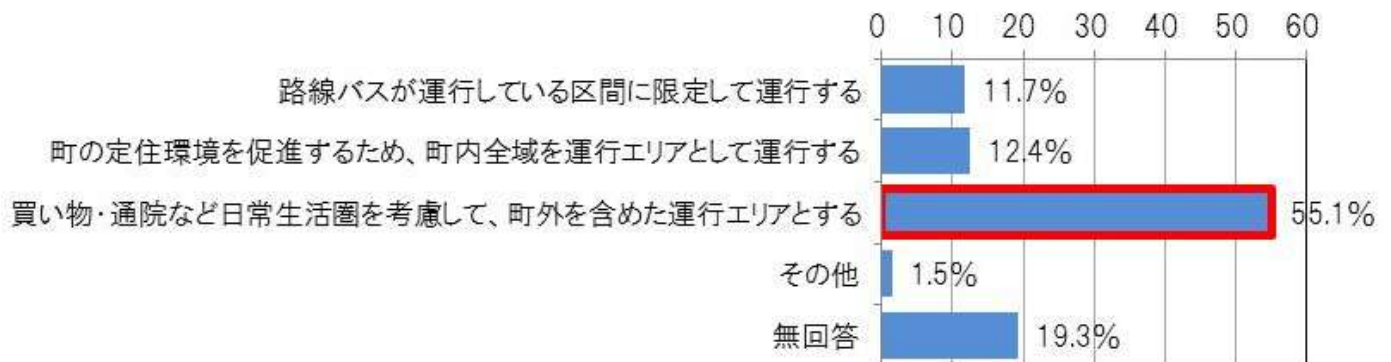 0 10 20 30 40 50 60
路線バスが運行している区間に限定して運行する 11.7%
町の定住環境を促進するため、町内全域を運行エリアとして運行する 12.4%
買い物・通院など日常生活圏を考慮して、町外を含めた運行エリアとする 55.1%
その他 1.5%
無回答 19.3%